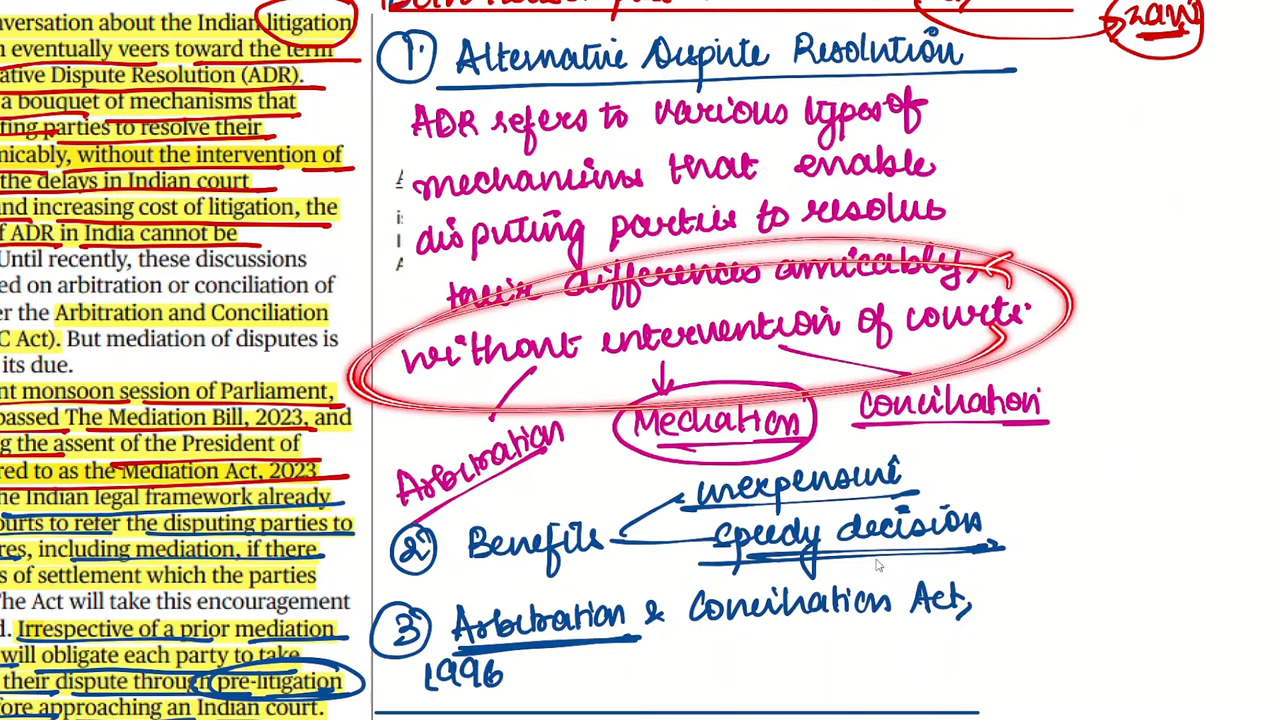 nversation about the Indian litigation
n eventually veers toward the term
ative Dispute Resolution (ADR).
a bouquet of mechanisms that
ting parties to resolve their
nicably, without the intervention of
the delays in Indian court
and increasing cost of litigation, the
f ADR in India cannot be
Until recently, these discussions
ed on arbitration or conciliation of
er the Arbitration and Conciliation
C Act). But mediation of disputes is
its due.
nt monsoon session of Parliament,
passed The Mediation Bill, 2023, and
g the assent of the President of
red to as the Mediation Act, 2023
he Indian legal framework already
ourts to refer the disputing parties to
res, including mediation, if there
s of settlement which the parties
The Act will take this encouragement
d. Irrespective of a prior mediation
will obligate each party to take
their dispute through pre-litigation
fore approaching an Indian court.
1. Alternative Dispute Resolution
ADR refers to various types of
mechanisms that enable
disputing parties to resolve
their differences amicably,
without intervention of courts.
Arbitration Mediation Conciliation
2 Benefits inexpensive
speedy decision
3 Arbitration & Conciliation Act,
1996